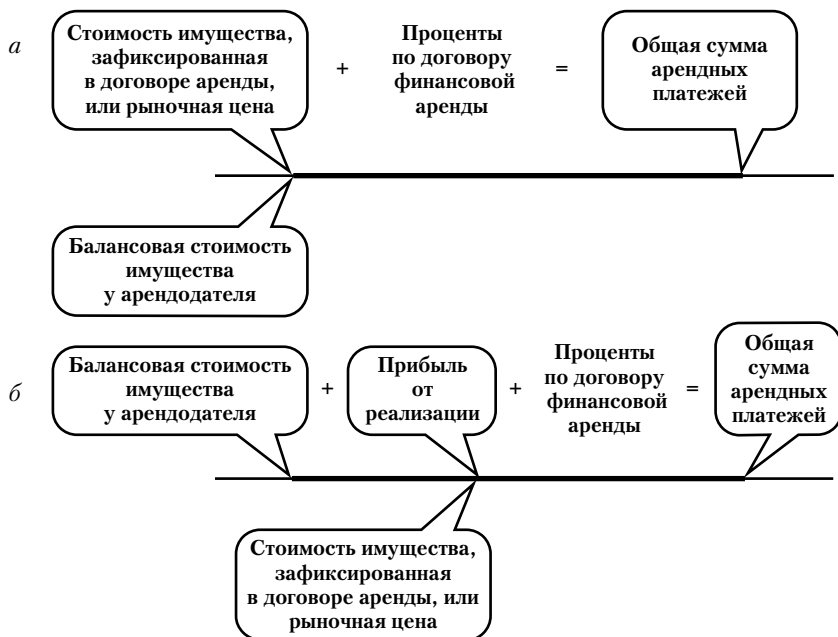 а
Стоимость имущества,
зафиксированная
в договоре аренды,
или рыночная цена
+
Проценты
по договору
финансовой
аренды
=
Общая сумма
арендных
платежей
Балансовая стоимость
имущества
у арендодателя
б
Балансовая стоимость
имущества
у арендодателя
+
Прибыль
от
реализации
+
Проценты
по договору
финансовой
аренды
=
Общая
сумма
арендных
платежей
Стоимость имущества,
зафиксированная
в договоре аренды, или
рыночная цена